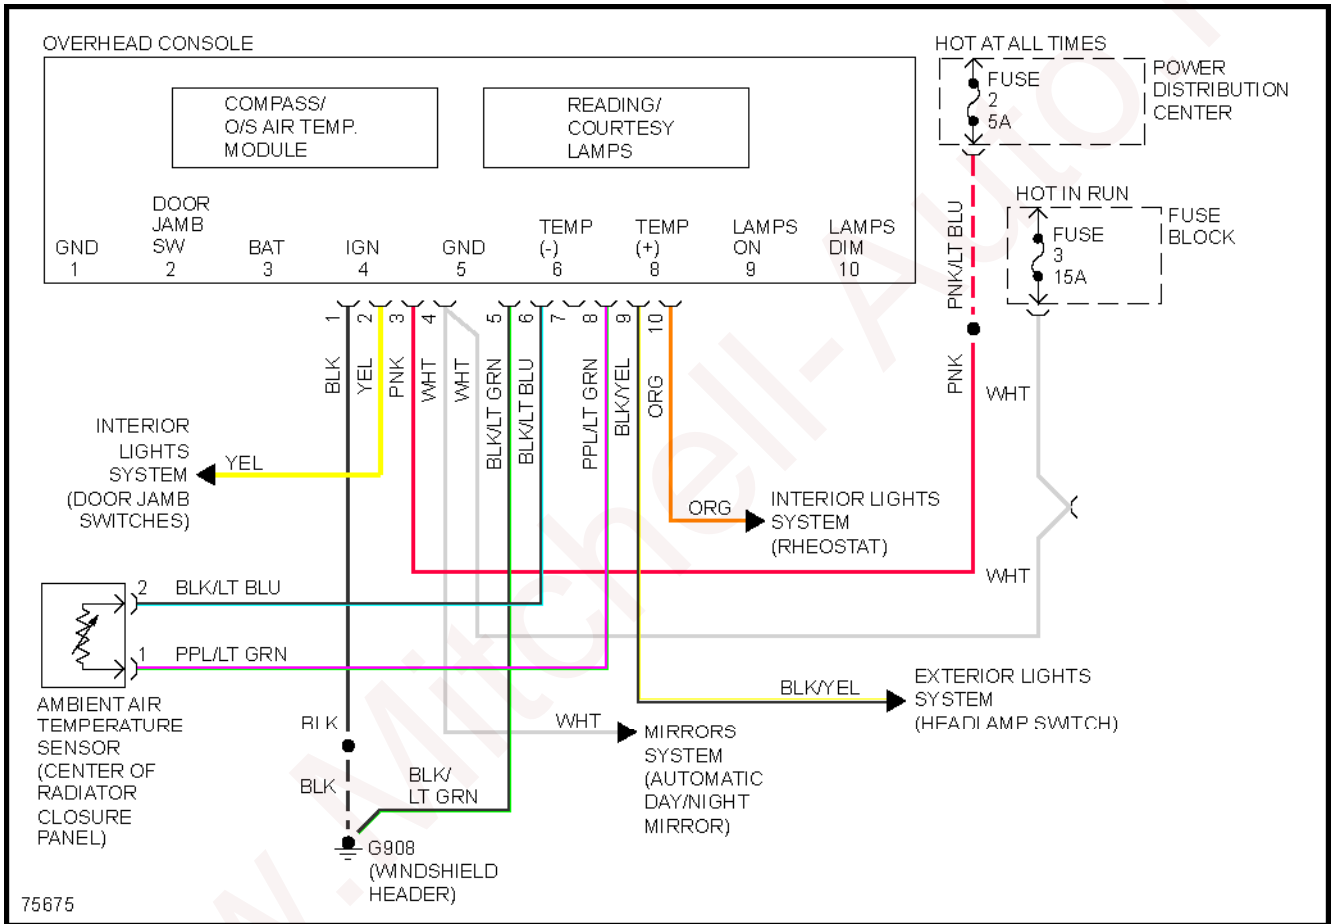 OVERHEAD CONSOLE
COMPASS/
O/S AIR TEMP.
MODULE
READING/
COURTESY
LAMPS
GND
1
DOOR
JAMB
SW
2
BAT
3
IGN
4
GND
5
TEMP
(-)
6
TEMP
(+)
8
LAMPS
ON
9
LAMPS
DIM
10
HOT AT ALL TIMES
FUSE
2
5A
POWER
DISTRIBUTION
CENTER
HOT IN RUN
FUSE
3
15A
FUSE
BLOCK
1
2
3
4
5
6
7
8
9
10
BLK
YEL
PNK
WHT
WHT
BLK/LT GRN
BLK/LT BLU
PPL/LT GRN
BLK/YEL
ORG
PNK/LT BLU
PNK
WHT
WHT
INTERIOR
LIGHTS
SYSTEM
(DOOR JAMB
SWITCHES)
YEL
ORG
INTERIOR LIGHTS
SYSTEM
(RHEOSTAT)
2
BLK/LT BLU
1
PPL/LT GRN
AMBIENT AIR
TEMPERATURE
SENSOR
(CENTER OF
RADIATOR
CLOSURE
PANEL)
BLK/YEL
EXTERIOR LIGHTS
SYSTEM
(HEADLAMP SWITCH)
WHT
MIRRORS
SYSTEM
(AUTOMATIC
DAY/NIGHT
MIRROR)
BLK
BLK
BLK/
LT GRN
G908
(WINDSHIELD
HEADER)
75675
w.Mitchell-Auto